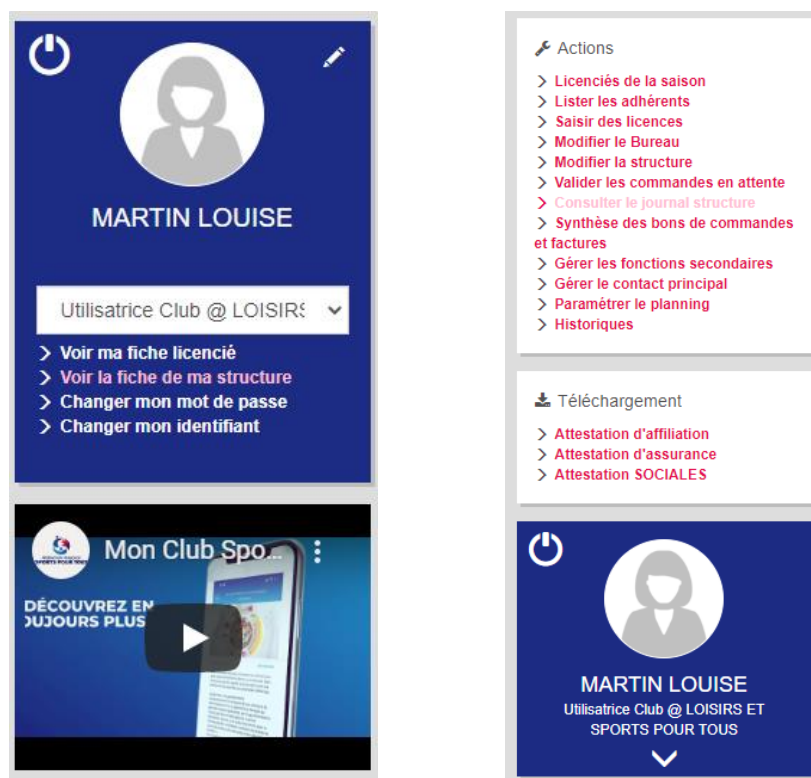 MARTIN LOUISE
Utilisatrice Club @ LOISIRS
Voir ma fiche licencié
Voir la fiche de ma structure
Changer mon mot de passe
Changer mon identifiant
Mon Club Spo...
DÉCOUVREZ EN
OUJOURS PLUS
Actions
Licenciés de la saison
Lister les adhérents
Saisir des licences
Modifier le Bureau
Modifier la structure
Valider les commandes en attente
Consulter le journal structure
Synthèse des bons de commandes
et factures
Gérer les fonctions secondaires
Gérer le contact principal
Paramétrer le planning
Historiques
Téléchargement
Attestation d'affiliation
Attestation d'assurance
Attestation SOCIALES
MARTIN LOUISE
Utilisatrice Club @ LOISIRS ET
SPORTS POUR TOUS